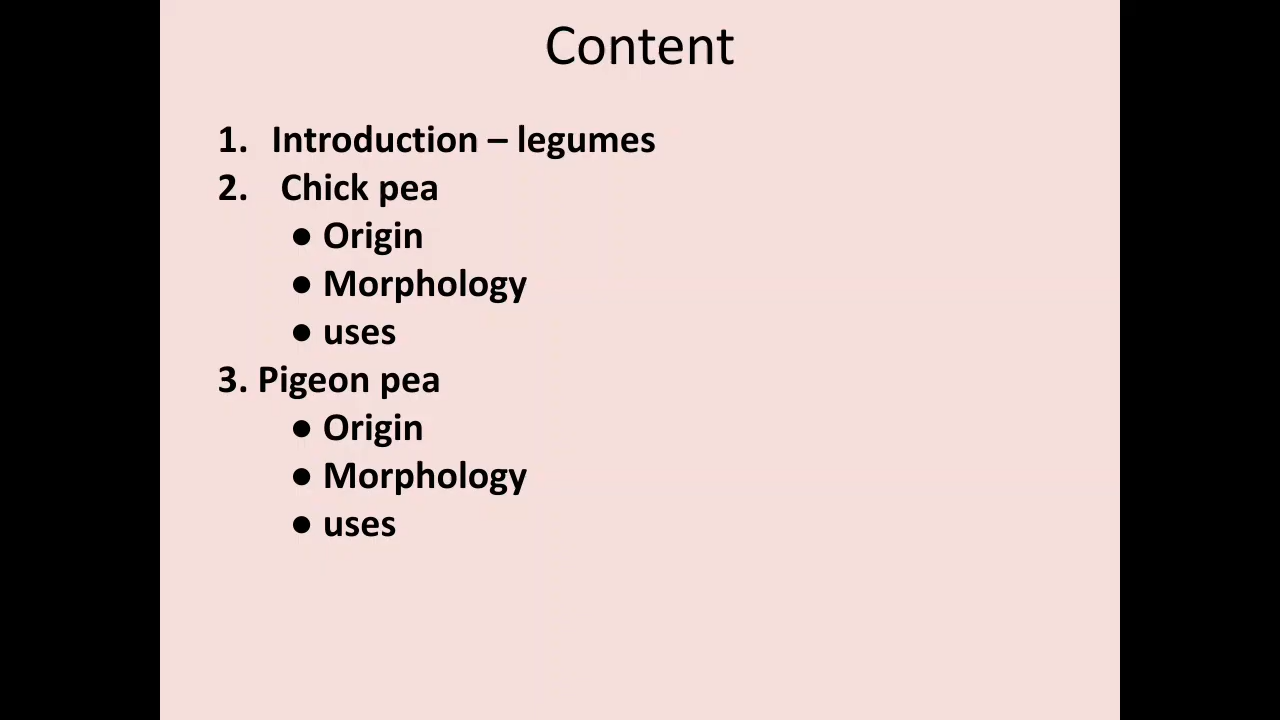 Content
1. Introduction – legumes
2. Chick pea
● Origin
● Morphology
● uses
3. Pigeon pea
● Origin
● Morphology
● uses